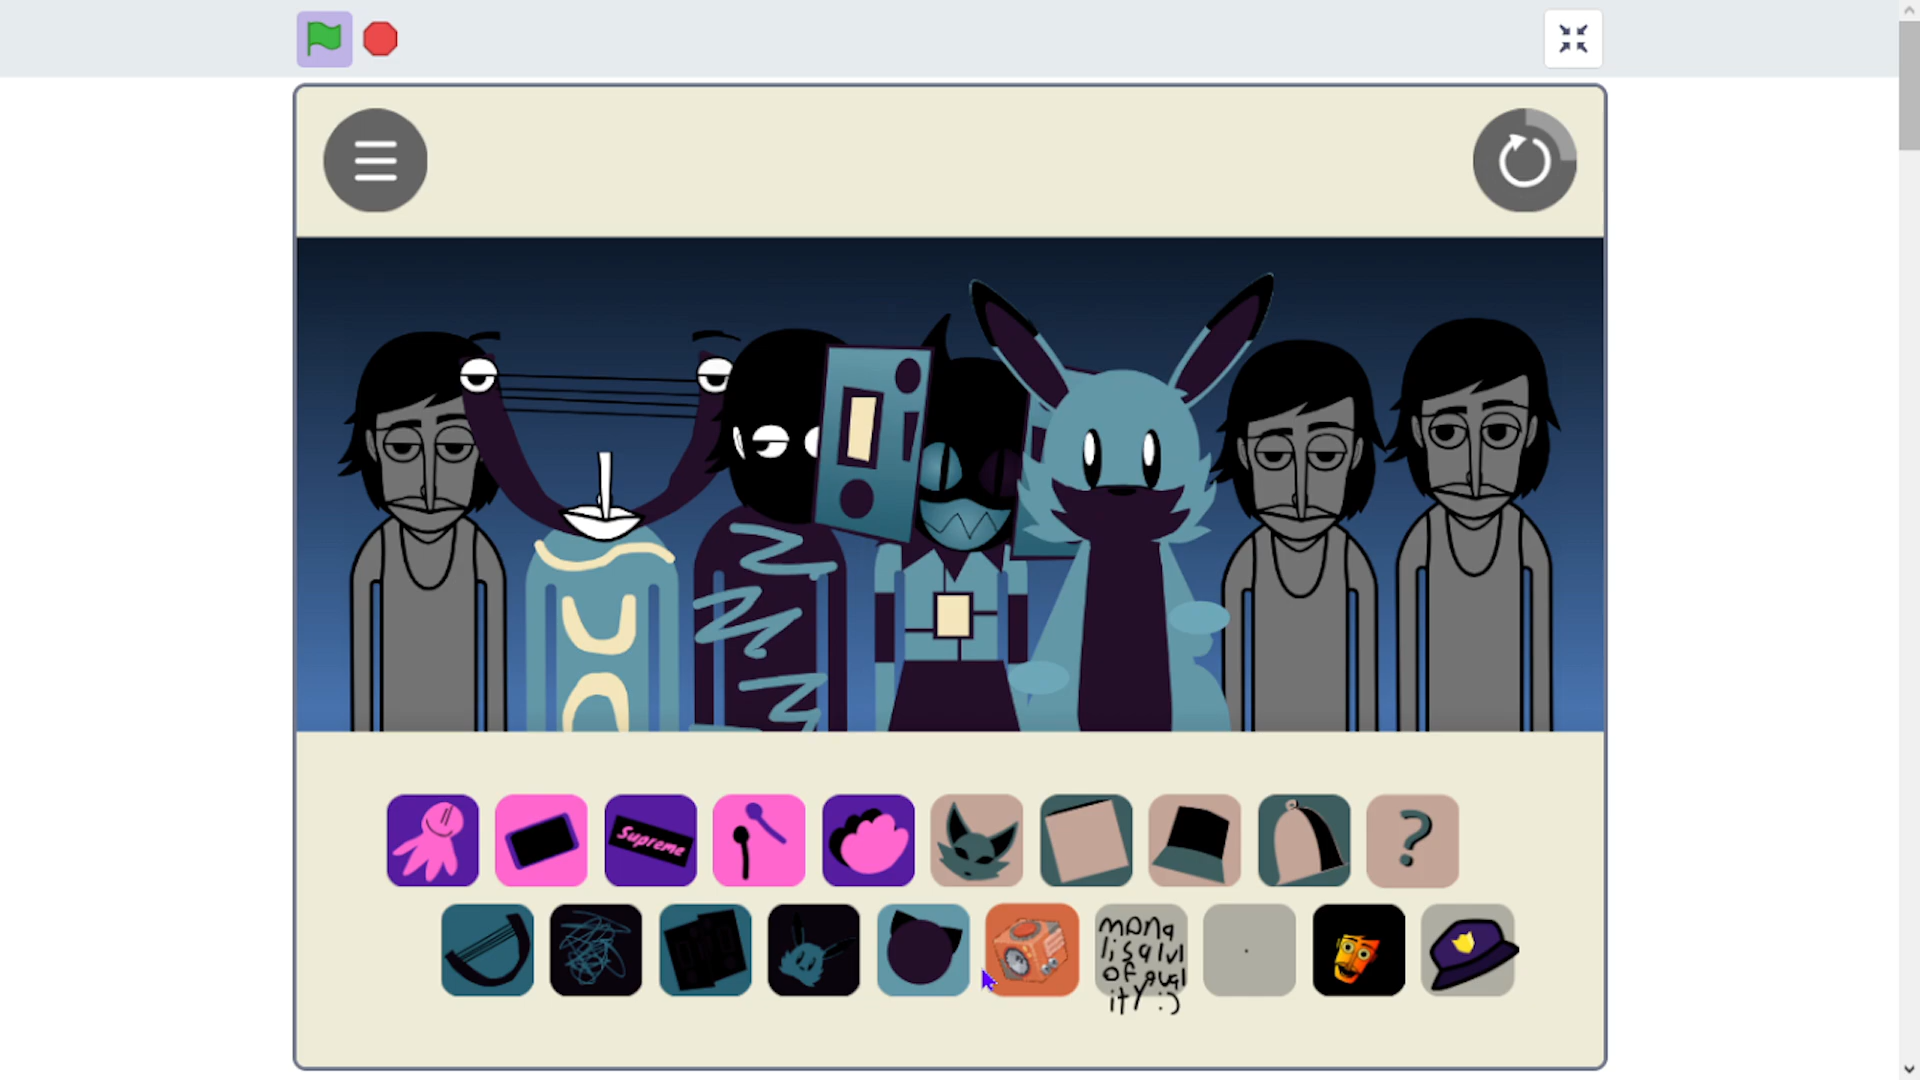 Supreme
?
mona
lisalvl
of qual
ity :)